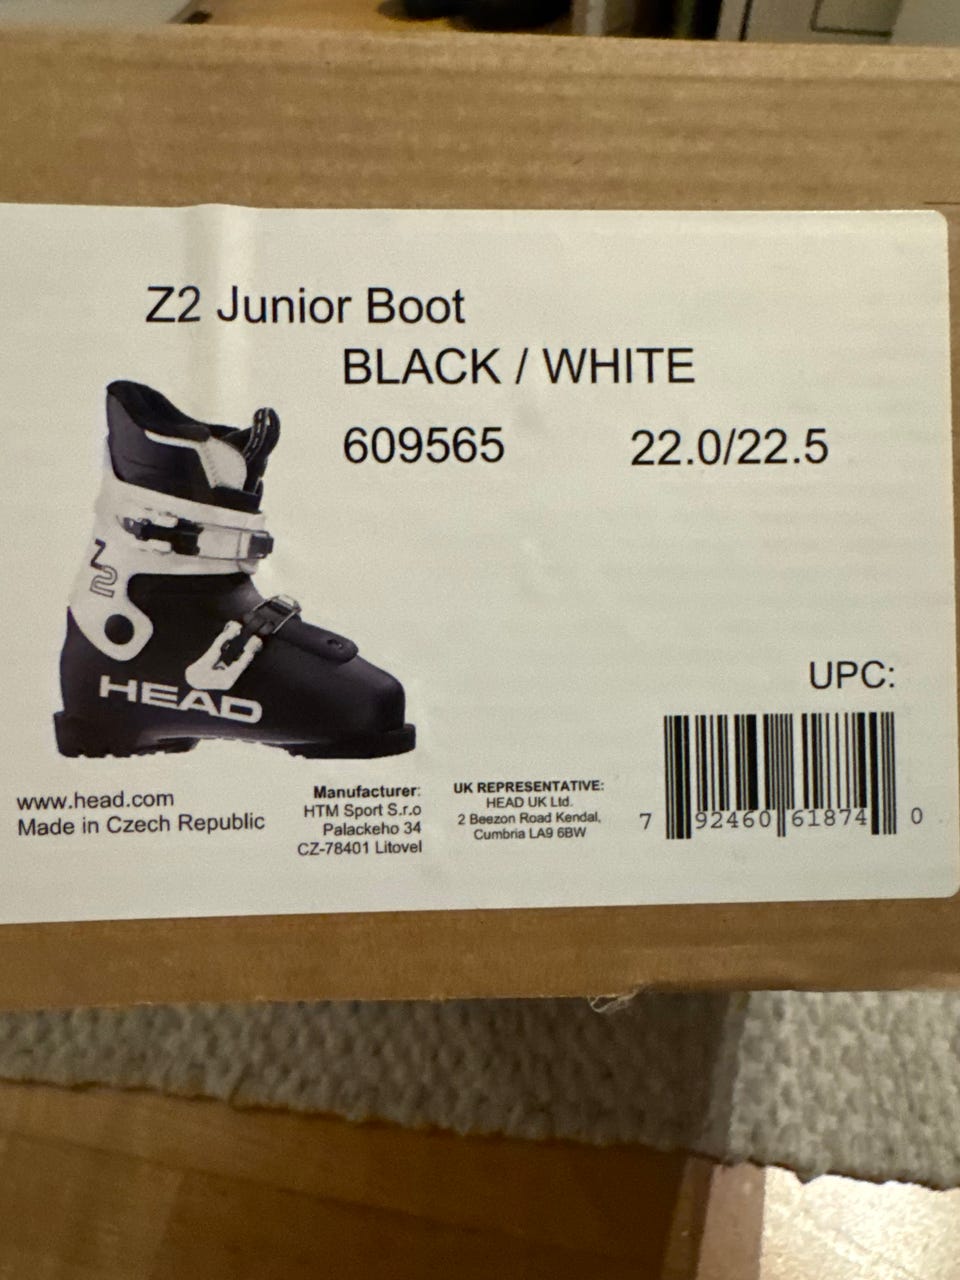 Z2 Junior Boot
BLACK / WHITE
609565 22.0/22.5
Z2
HEAD
UPC:
7 92460 61874 0
www.head.com
Made in Czech Republic
Manufacturer:
HTM Sport S.r.o
Palackeho 34
CZ-78401 Litovel
UK REPRESENTATIVE:
HEAD UK Ltd.
2 Beezon Road Kendal,
Cumbria LA9 6BW